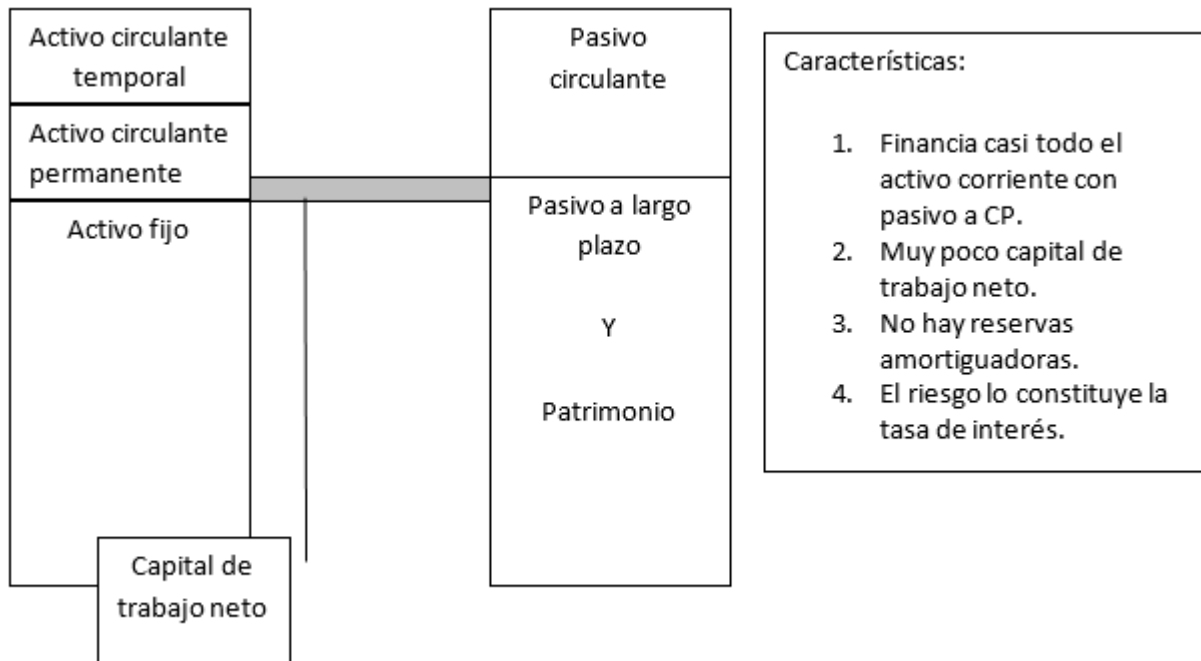 Activo circulante
temporal
Activo circulante
permanente
Activo fijo
Capital de
trabajo neto
Pasivo
circulante
Pasivo a largo
plazo
Y
Patrimonio
Características:
1. Financia casi todo el
activo corriente con
pasivo a CP.
2. Muy poco capital de
trabajo neto.
3. No hay reservas
amortiguadoras.
4. El riesgo lo constituye la
tasa de interés.